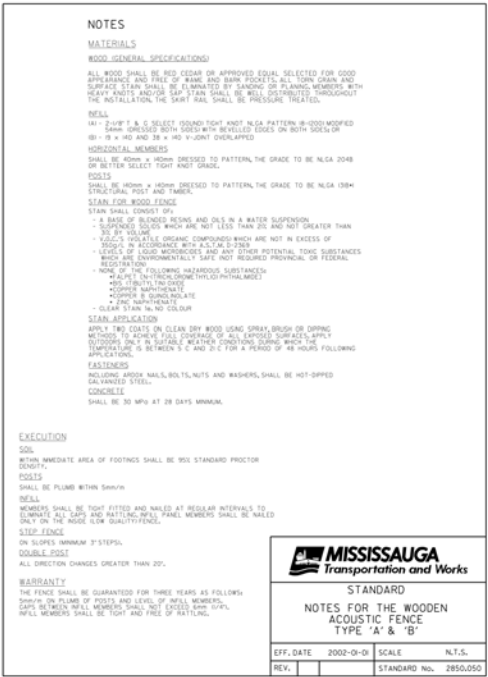 NOTES
MATERIALS
WOOD (GENERAL SPECIFICAITIONS)
ALL WOOD SHALL BE RED CEDAR OR APPROVED EQUAL SELECTED FOR GOOD
APPEARANCE AND FREE OF WAME AND BARK POCKETS. ALL TORN GRAIN AND
SURFACE STAIN SHALL BE ELIMINATED BY SANDING OR PLANING. MEMBERS WITH
HEAVY KNOTS AND/OR SAP STAIN SHALL BE WELL DISTRIBUTED THROUGHOUT
THE INSTALLATION. THE SKIRT RAIL SHALL BE PRESSURE TREATED.
INFILL
(A) - 2-1/8" T & G SELECT (SOUND) TIGHT KNOT PATTERN (8-1200) MODIFIED
54mm (DRESSED BOTH SIDES) WITH BEVELLED EDGES ON BOTH SIDES; OR
(B) - 19 x 140 AND 38 x 140 V-JOINT OVERLAPPED
HORIZONTAL MEMBERS
SHALL BE 40mm x 140mm DRESSED TO PATTERN, THE GRADE TO BE NLGA 204B
OR BETTER SELECT TIGHT KNOT GRADE.
POSTS
SHALL BE 140mm x 140mm DRESSED TO PATTERN, THE GRADE TO BE NLGA
STRUCTURAL POST AND TIMBER.
STAIN FOR WOOD FENCE
STAIN SHALL CONSIST OF:
- A BASE OF BLENDED RESINS AND OILS IN A WATER SUSPENSION
- SUSPENDED SOLIDS WHICH ARE NOT LESS THAN 20% AND NOT GREATER THAN
30% BY VOLUME
- V.O.C.'S (VOLATILE ORGANIC COMPOUNDS) WHICH ARE NOT IN EXCESS OF
350g/L IN ACCORDANCE WITH A.S.T.M. D-2369
- LEVELS OF LIQUID MICROBICIDES AND ANY OTHER POTENTIAL TOXIC SUBSTANCES
WHICH ARE ENVIRONMENTALLY SAFE (NOT REQUIRED PROVINCIAL OR FEDERAL
REGISTRATION)
- NONE OF THE FOLLOWING HAZARDOUS SUBSTANCES:
•FALPET (N-(TRICHLOROMETHYL(O) PHTHALMIDE)
•BIS (TIBUTYLTIN) OXIDE
•COPPER NAPHTHENATE
•COPPER 8 QUINOLINOLATE
• ZINC NAPHTHENATE
- CLEAR STAIN 1e. NO COLOUR
STAIN APPLICATION
APPLY TWO COATS ON CLEAN DRY WOOD USING SPRAY, BRUSH OR DIPPING
METHODS TO ACHIEVE FULL COVERAGE OF ALL EXPOSED SURFACES. APPLY
OUTDOORS ONLY IN SUITABLE WEATHER CONDITIONS DURING WHICH THE
TEMPERATURE IS BETWEEN 5 C AND 21 C FOR A PERIOD OF 48 HOURS FOLLOWING
APPLICATIONS.
FASTENERS
INCLUDING ARDOX NAILS, BOLTS, NUTS AND WASHERS, SHALL BE HOT-DIPPED
GALVANIZED STEEL.
CONCRETE
SHALL BE 30 MPa AT 28 DAYS MINIMUM.
EXECUTION
SOIL
WITHIN IMMEDIATE AREA OF FOOTINGS SHALL BE 95% STANDARD PROCTOR
DENSITY.
POSTS
SHALL BE PLUMB WITHIN 5mm/m
INFILL
MEMBERS SHALL BE TIGHT FITTED AND NAILED AT REGULAR INTERVALS TO
ELIMINATE ALL GAPS AND RATTLING. INFILL PANEL MEMBERS SHALL BE NAILED
ONLY ON THE INSIDE (LOW QUALITY) FENCE.
STEP FENCE
ON SLOPES (MINIMUM 3" STEPS).
DOUBLE POST
ALL DIRECTION CHANGES GREATER THAN 20°.
WARRANTY
THE FENCE SHALL BE GUARANTEED FOR THREE YEARS AS FOLLOWS:
5mm/m ON PLUMB OF POSTS AND LEVEL OF INFILL MEMBERS.
GAPS BETWEEN INFILL MEMBERS SHALL NOT EXCEED 6mm (1/4").
INFILL MEMBERS SHALL BE TIGHT AND FREE OF RATTLING.
MISSISSAUGA
Transportation and Works
STANDARD
NOTES FOR THE WOODEN
ACOUSTIC FENCE
TYPE 'A' & 'B'
EFF. DATE 2002-01-01 SCALE N.T.S.
REV. STANDARD No. 2850.050